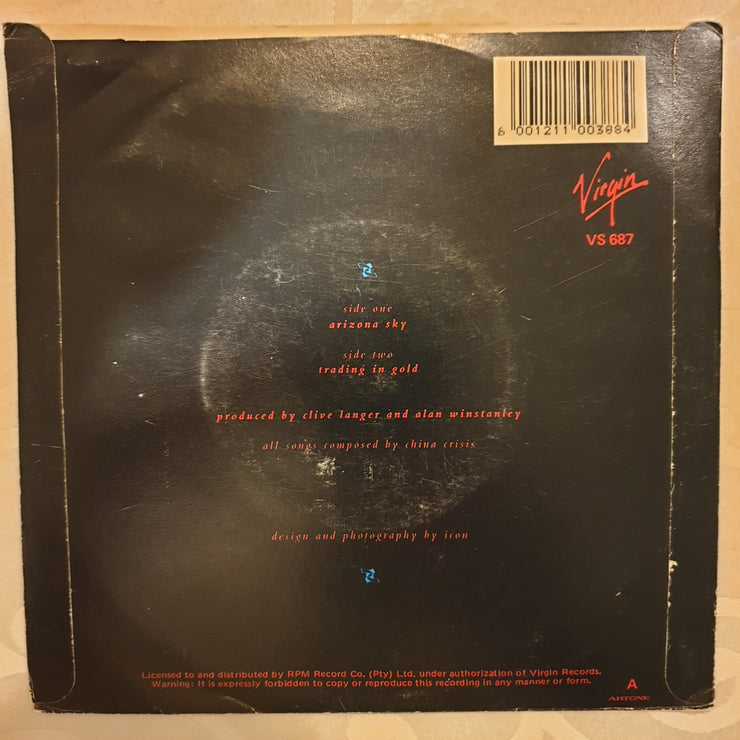 6 001211 003884
Virgin
VS 687
side one
arizona sky
side two
trading in gold
produced by clive langer and alan winstanley
all songs composed by china crisis
design and photography by icon
Licensed to and distributed by RPM Record Co. (Pty) Ltd. under authorization of Virgin Records.
Warning: It is expressly forbidden to copy or reproduce this recording in any manner or form.
A
ARTONE